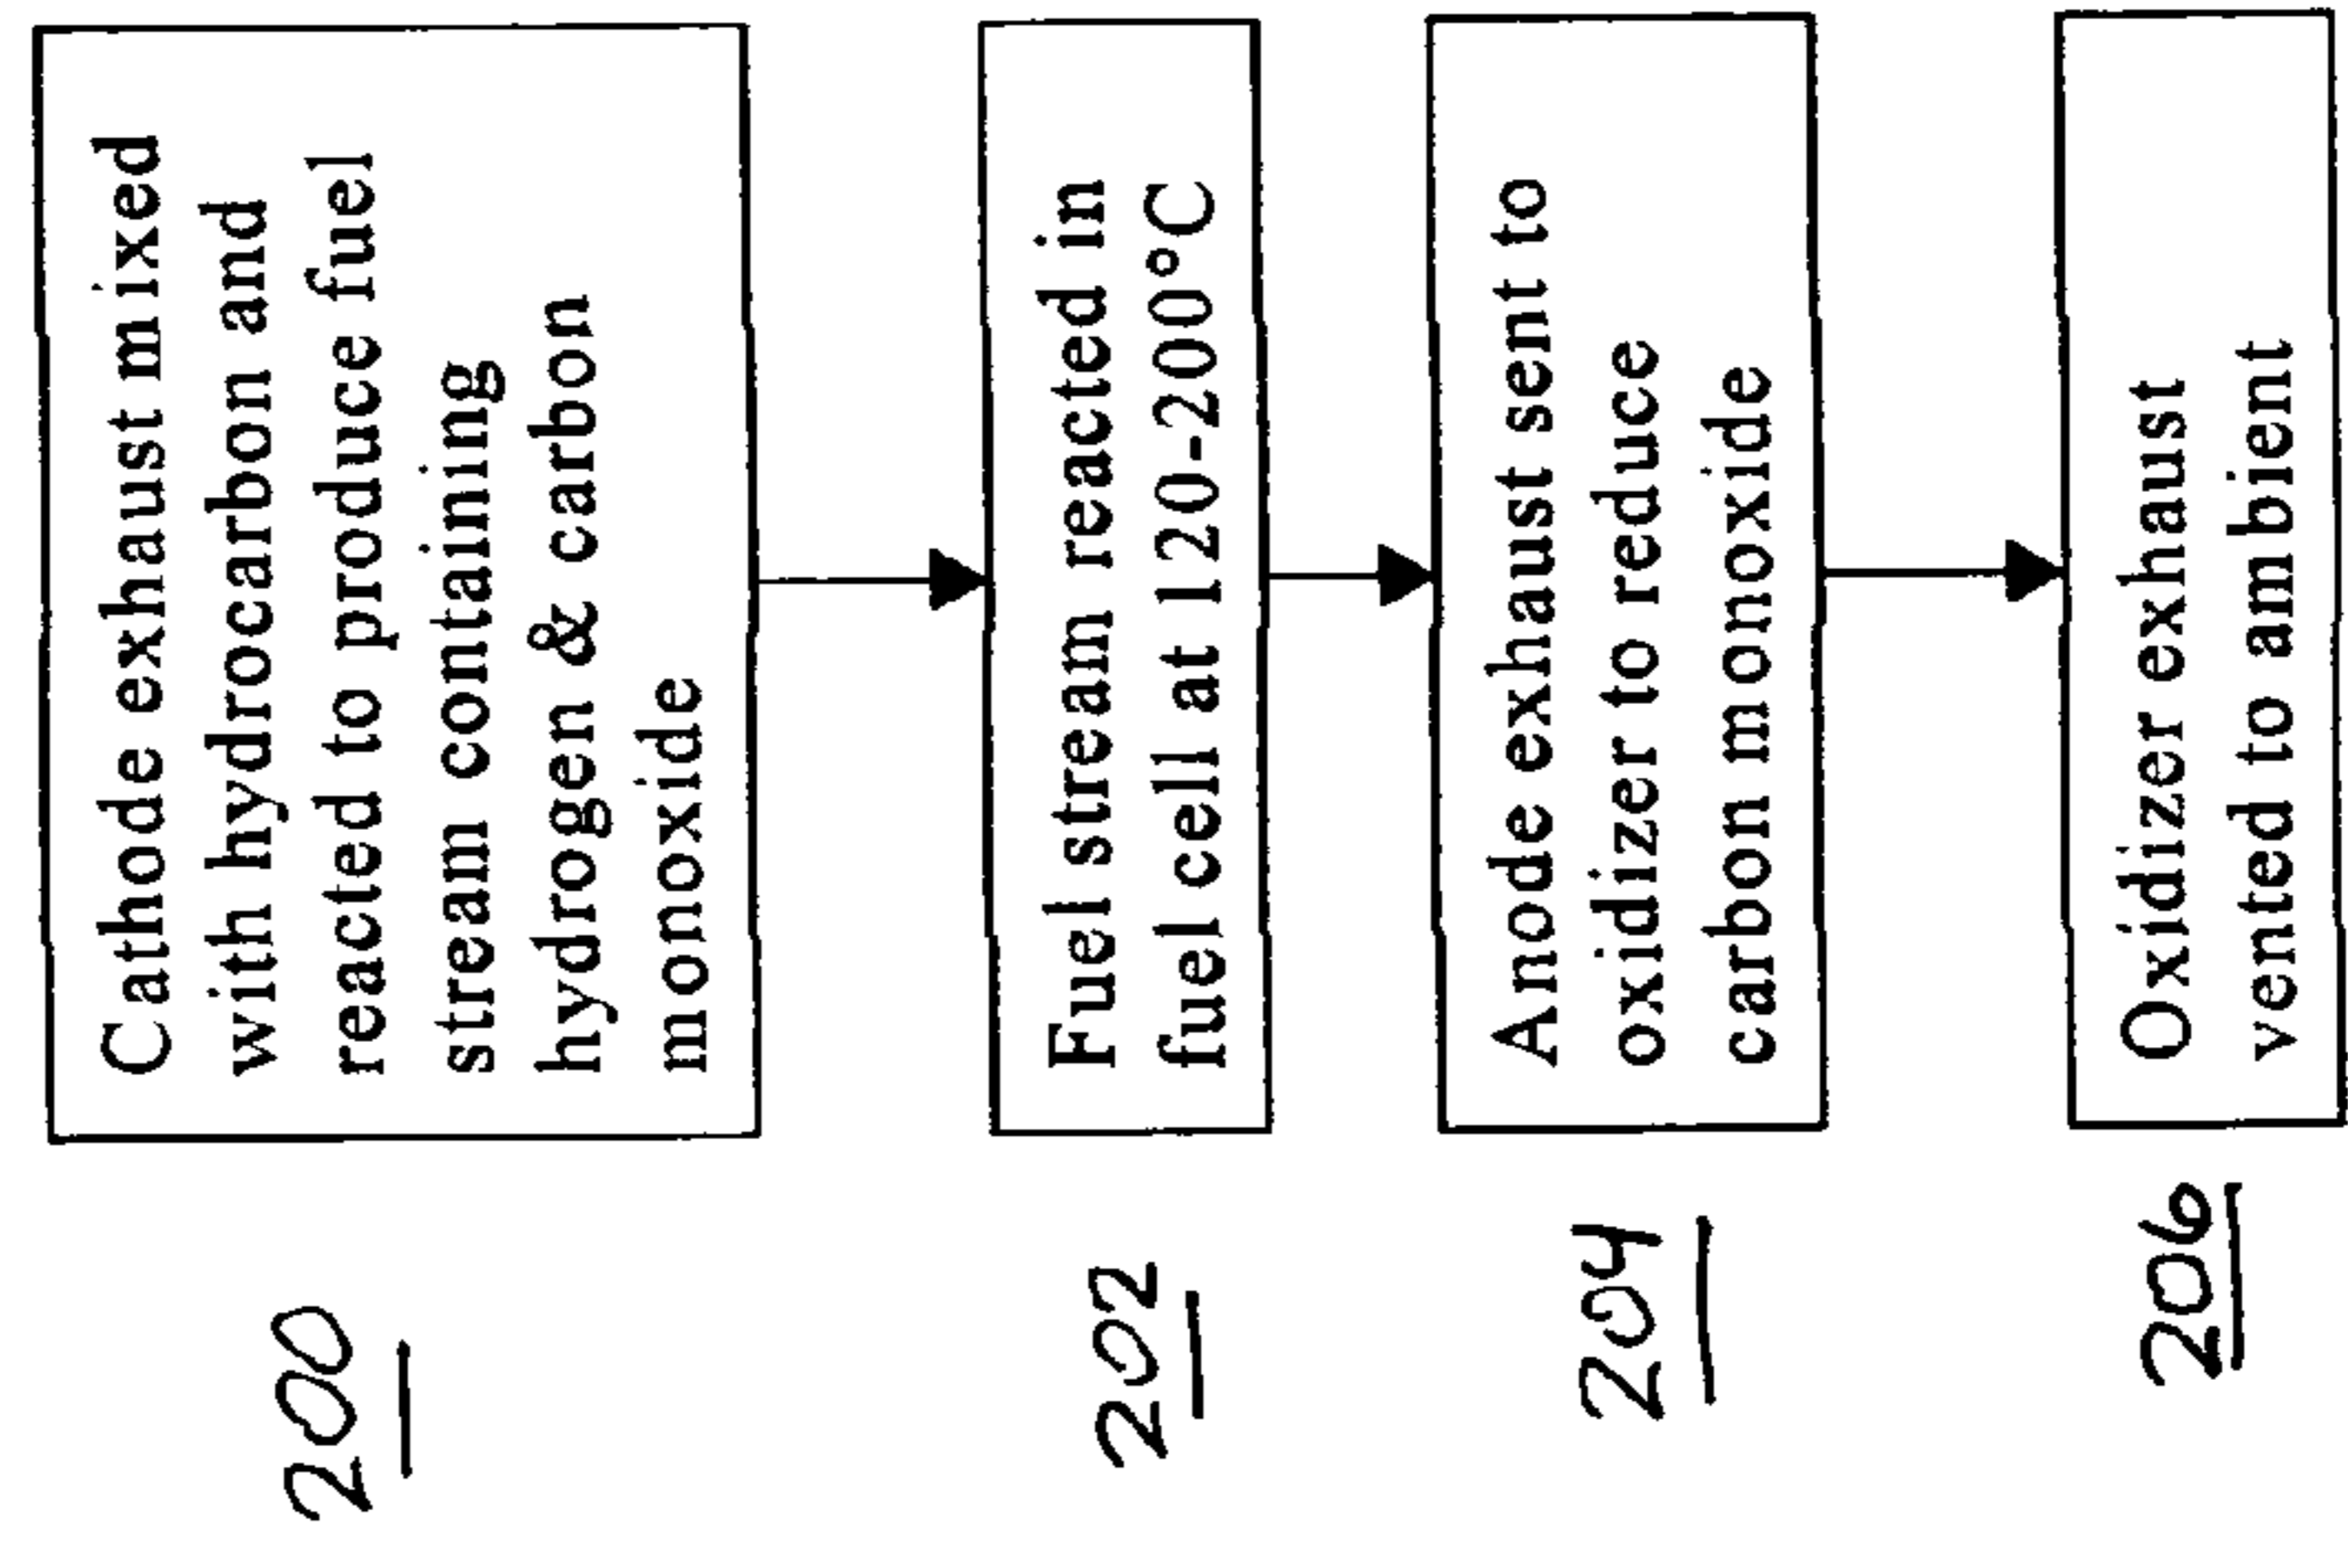 Cathode exhaust mixed
with hydrocarbon and
reacted to produce fuel
stream containing
hydrogen & carbon
monoxide
200
Fuel stream reacted in
fuel cell at 120-200°C
202
Anode exhaust sent to
oxidizer to reduce
carbon monoxide
204
Oxidizer exhaust
vented to ambient
206